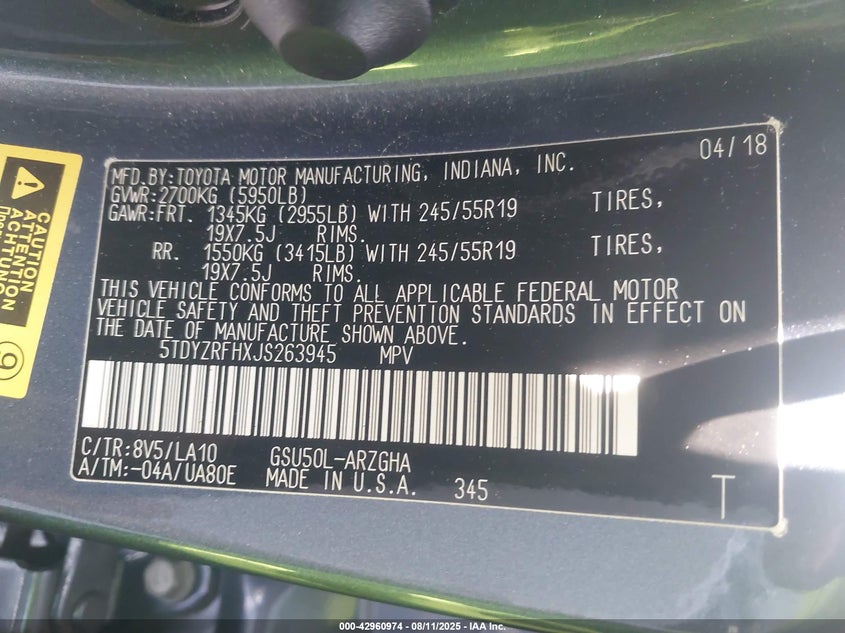 MFD.BY:TOYOTA MOTOR MANUFACTURING, INDIANA, INC. 04/18
GVWR:2700KG (5950LB)
GAWR:FRT. 1345KG (2955LB) WITH 245/55R19 TIRES,
19X7.5J RIMS.
RR. 1550KG (3415LB) WITH 245/55R19 TIRES,
19X7.5J RIMS.
THIS VEHICLE CONFORMS TO ALL APPLICABLE FEDERAL MOTOR
VEHICLE SAFETY AND THEFT PREVENTION STANDARDS IN EFFECT ON
THE DATE OF MANUFACTURE SHOWN ABOVE.
5TDYZRFHXJS263945 MPV
C/TR:8V5/LA10 GSU50L-ARZGHA
A/TM:-04A/UA80E MADE IN U.S.A. 345 T
CAUTION
ATTENTION
ACHTUNG
9
000-42960974 - 08/11/2025 - IAA Inc.